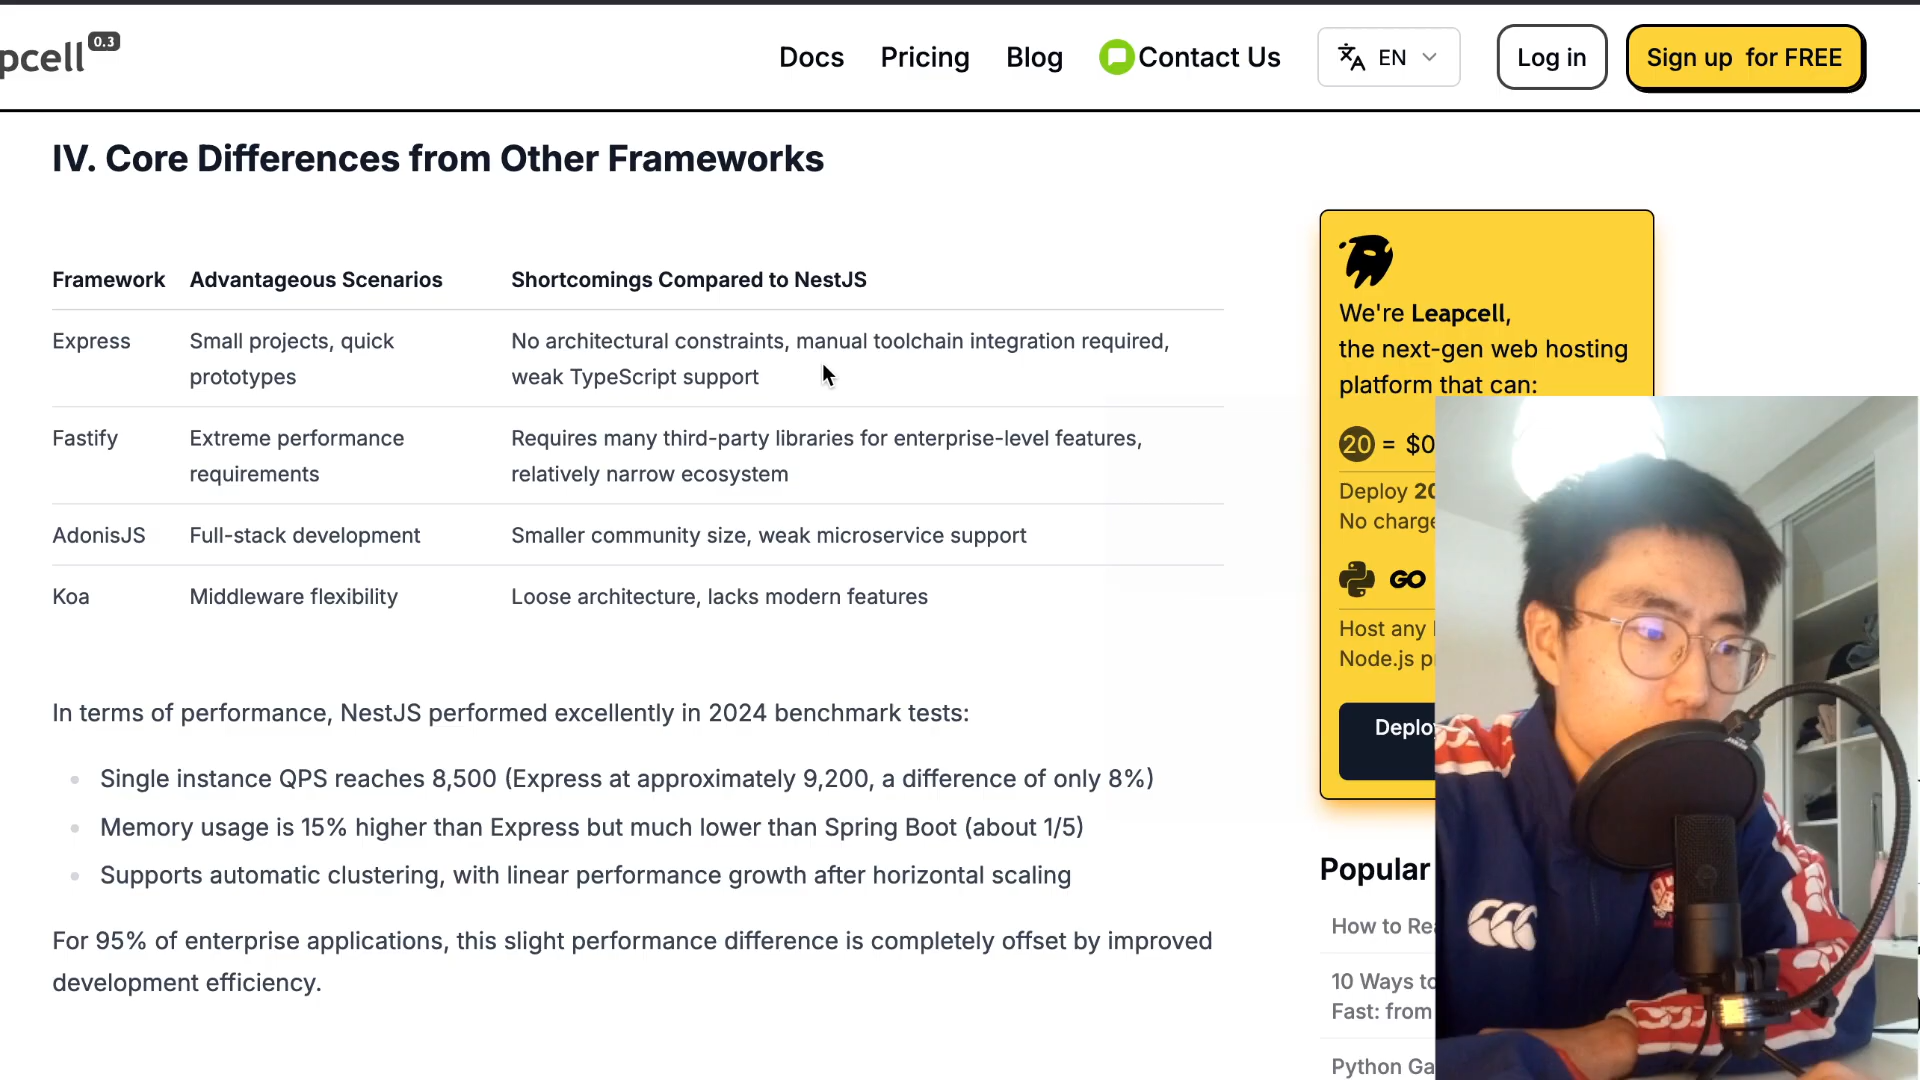 pcell 0.3
Docs Pricing Blog Contact Us EN Log in Sign up for FREE
IV. Core Differences from Other Frameworks
Framework Advantageous Scenarios Shortcomings Compared to NestJS
Express Small projects, quick prototypes No architectural constraints, manual toolchain integration required, weak TypeScript support
Fastify Extreme performance requirements Requires many third-party libraries for enterprise-level features, relatively narrow ecosystem
AdonisJS Full-stack development Smaller community size, weak microservice support
Koa Middleware flexibility Loose architecture, lacks modern features
In terms of performance, NestJS performed excellently in 2024 benchmark tests:
Single instance QPS reaches 8,500 (Express at approximately 9,200, a difference of only 8%)
Memory usage is 15% higher than Express but much lower than Spring Boot (about 1/5)
Supports automatic clustering, with linear performance growth after horizontal scaling
For 95% of enterprise applications, this slight performance difference is completely offset by improved
development efficiency.
We're Leapcell,
the next-gen web hosting
platform that can:
20 = $0
Deploy 20
No charge
GO
Host any
Node.js p
Deploy
Popular
How to Rea
10 Ways to
Fast: from
Python Ga